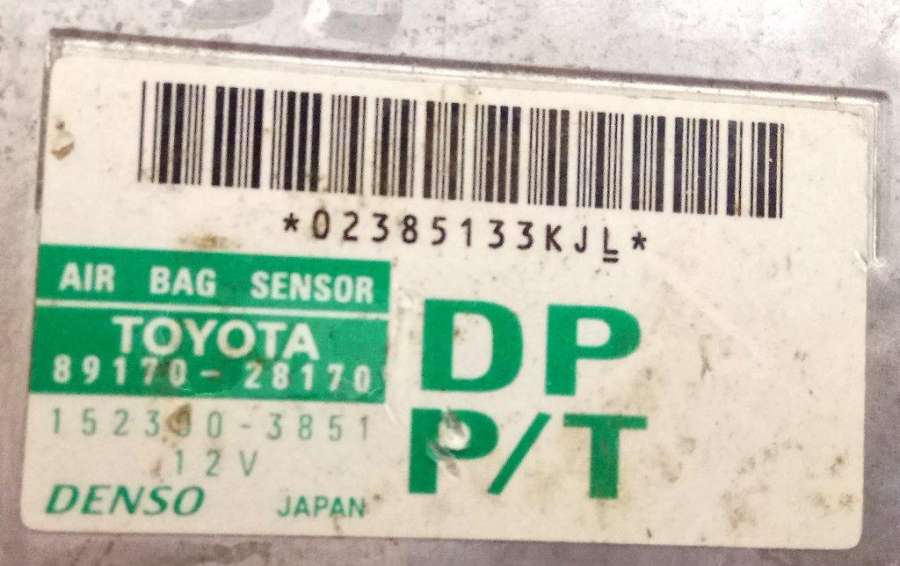 *02385133KJL*
AIR BAG SENSOR
TOYOTA
89170-28170
152300-3851
12V
DENSO JAPAN
DP
P/T